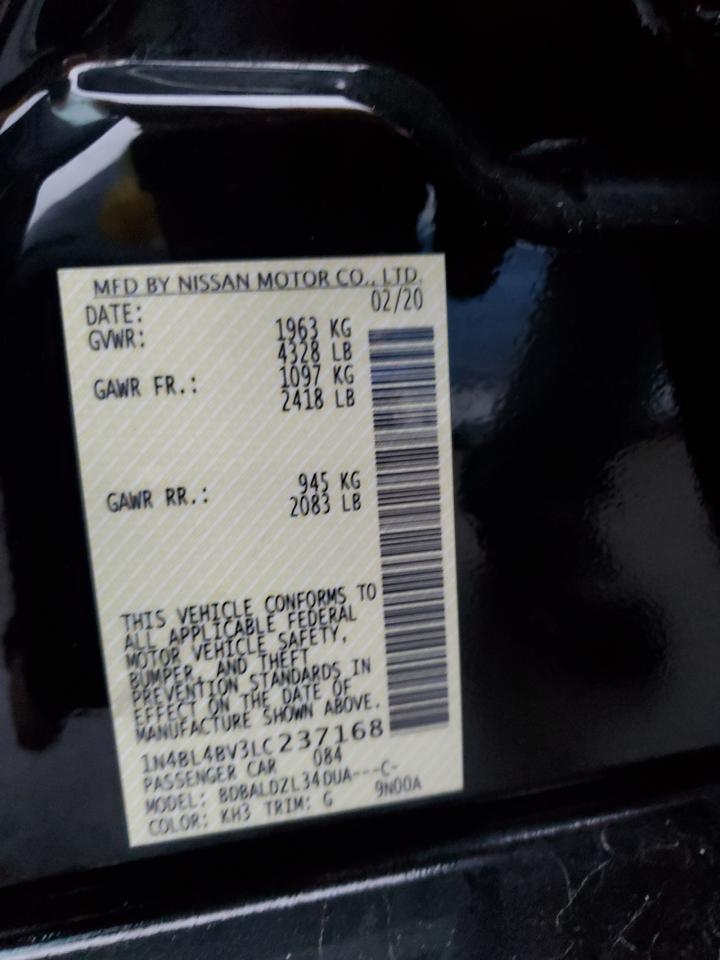 MFD BY NISSAN MOTOR CO., LTD.
DATE: 02/20
GVWR: 1963 KG
4328 LB
GAWR FR.: 1097 KG
2418 LB
GAWR RR.: 945 KG
2083 LB
THIS VEHICLE CONFORMS TO
ALL APPLICABLE FEDERAL
MOTOR VEHICLE SAFETY,
BUMPER, AND THEFT
PREVENTION STANDARDS IN
EFFECT ON THE DATE OF
MANUFACTURE SHOWN ABOVE.
1N4BL4BV3LC237168
PASSENGER CAR 084
MODEL: BDBALDZL34DUA---C-
COLOR: KH3 TRIM: G 9N00A